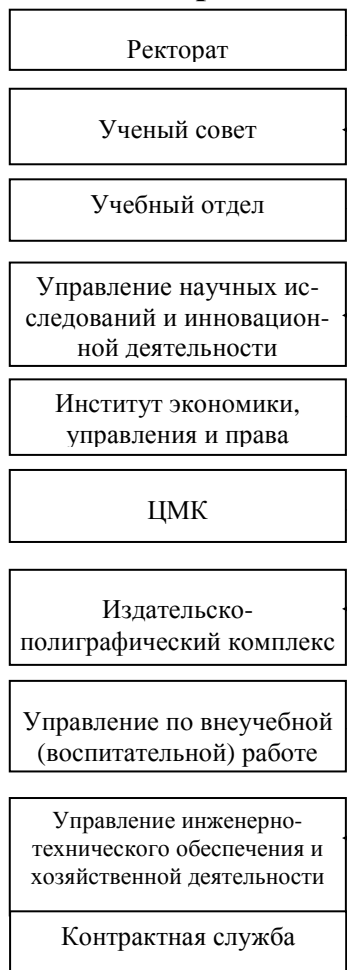 Ректорат
Ученый совет
Учебный отдел
Управление научных ис-
следований и инновацион-
ной деятельности
Институт экономики,
управления и права
ЦМК
Издательско-
полиграфический комплекс
Управление по внеучебной
(воспитательной) работе
Управление инженерно-
технического обеспечения и
хозяйственной деятельности
Контрактная служба